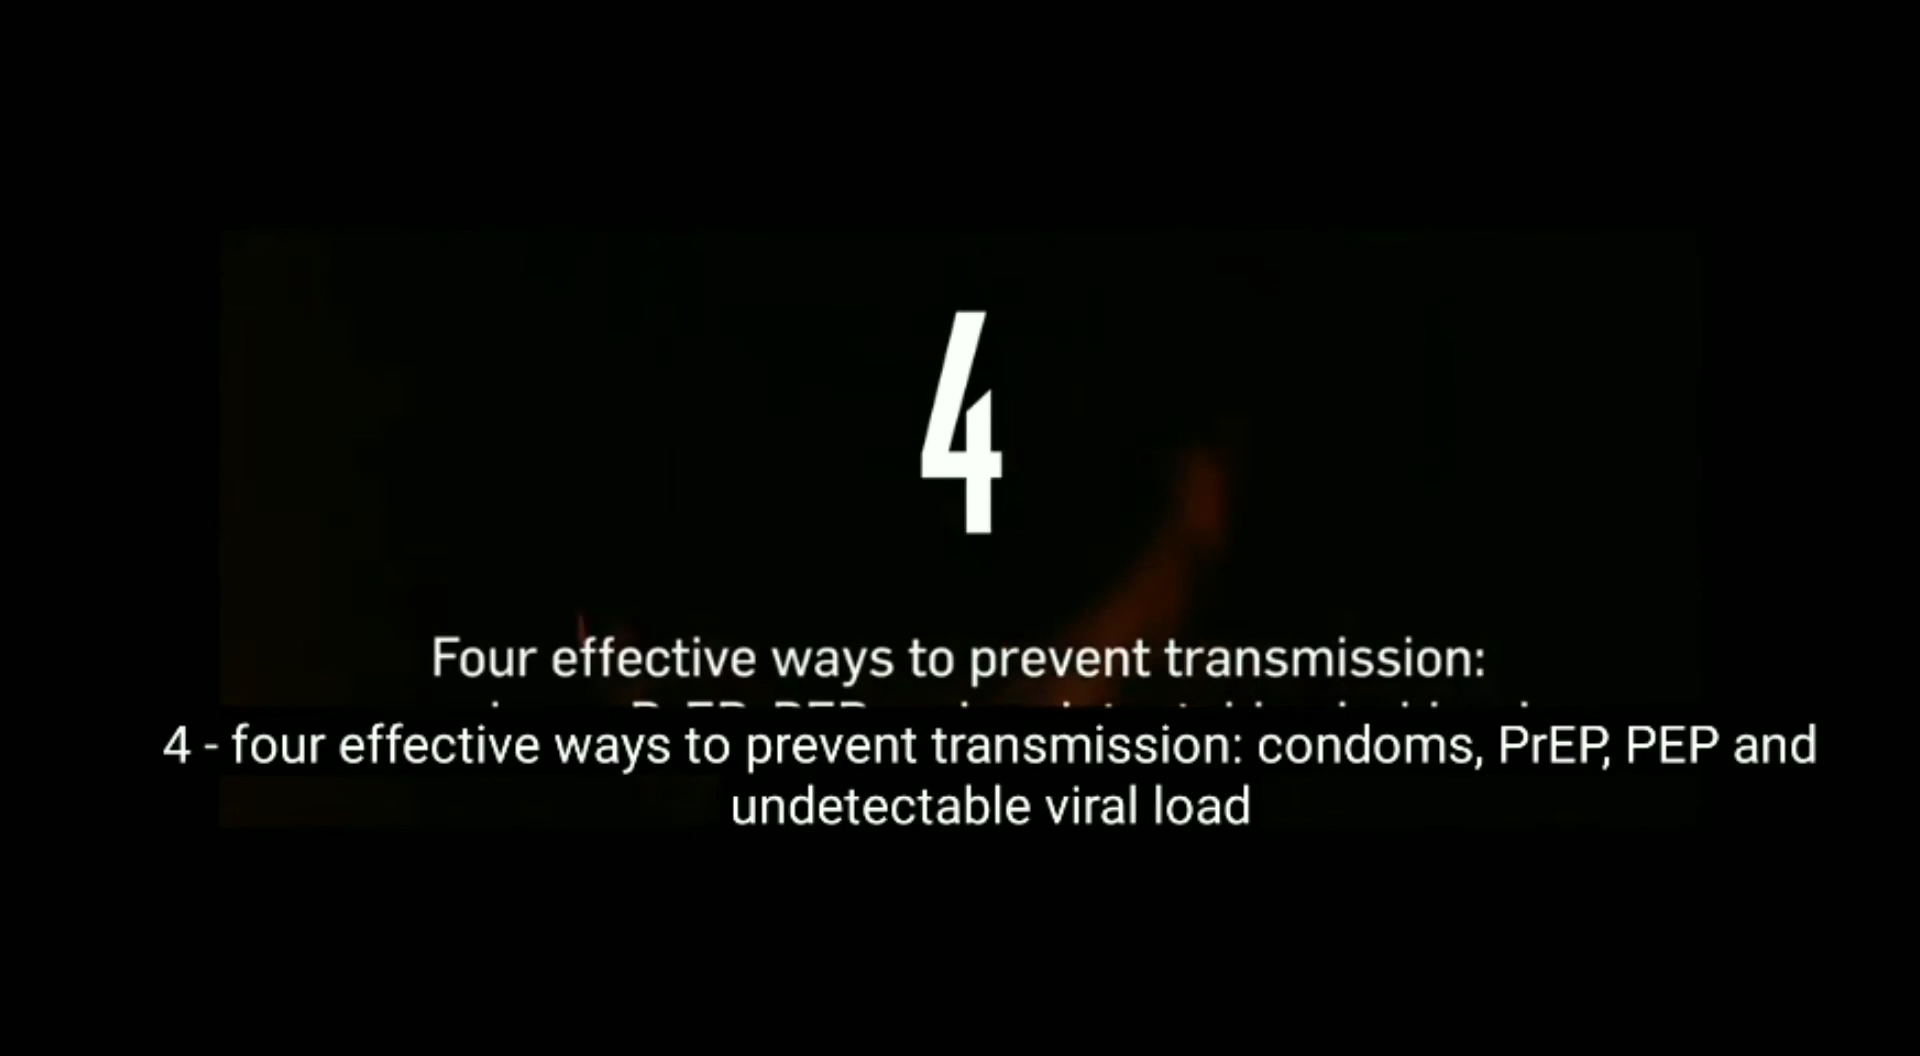 4
Four effective ways to prevent transmission:
4 - four effective ways to prevent transmission: condoms, PrEP, PEP and
undetectable viral load